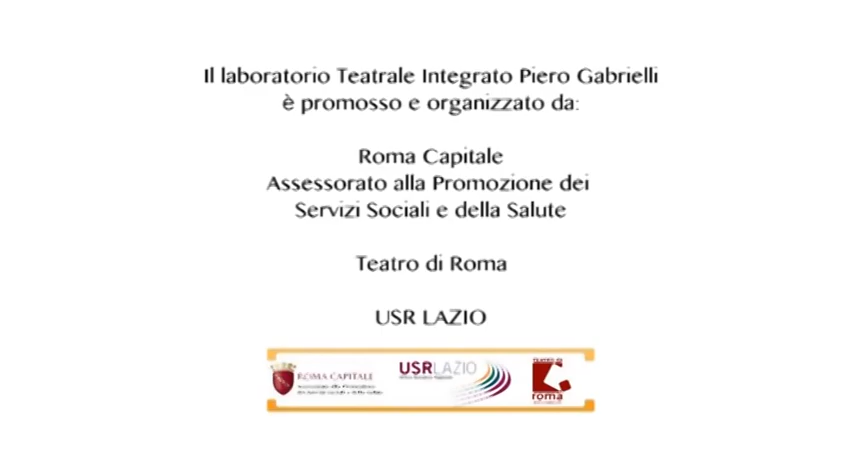 Il laboratorio Teatrale Integrato Piero Gabrielli
è promosso e organizzato da:
Roma Capitale
Assessorato alla Promozione dei
Servizi Sociali e della Salute
Teatro di Roma
USR LAZIO
ROMA CAPITALE
USRLAZIO
roma